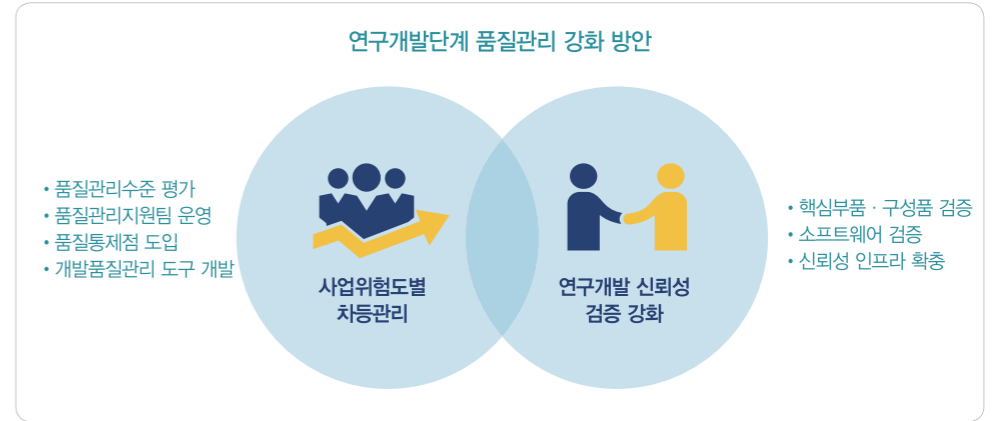 연구개발단계 품질관리 강화 방안
• 품질관리수준 평가
• 품질관리지원팀 운영
• 품질통제점 도입
• 개발품질관리 도구 개발
사업위험도별
차등관리
연구개발 신뢰성
검증 강화
• 핵심부품 · 구성품 검증
• 소프트웨어 검증
• 신뢰성 인프라 확충